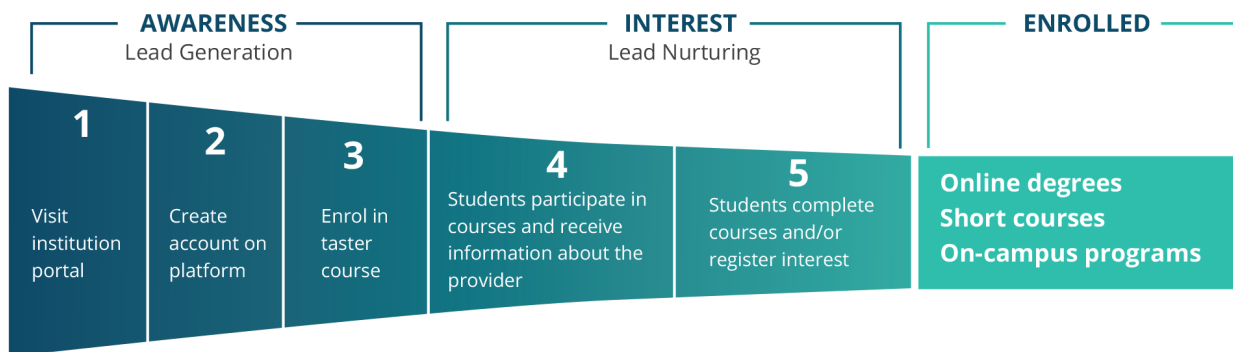 AWARENESS
Lead Generation
INTEREST
Lead Nurturing
ENROLLED
1
Visit
institution
portal
2
Create
account on
platform
3
Enrol in
taster
course
4
Students participate in
courses and receive
information about the
provider
5
Students complete
courses and/or
register interest
Online degrees
Short courses
On-campus programs